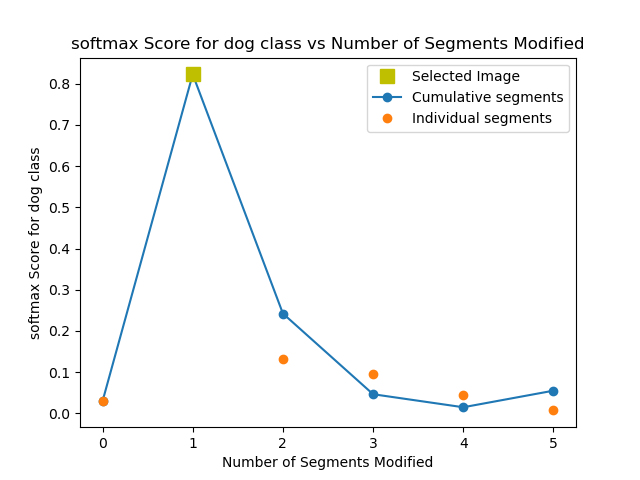 softmax Score for dog class vs Number of Segments Modified
Selected Image
Cumulative segments
Individual segments
softmax Score for dog class
0.8
0.7
0.6
0.5
0.4
0.3
0.2
0.1
0.0
0 1 2 3 4 5
Number of Segments Modified